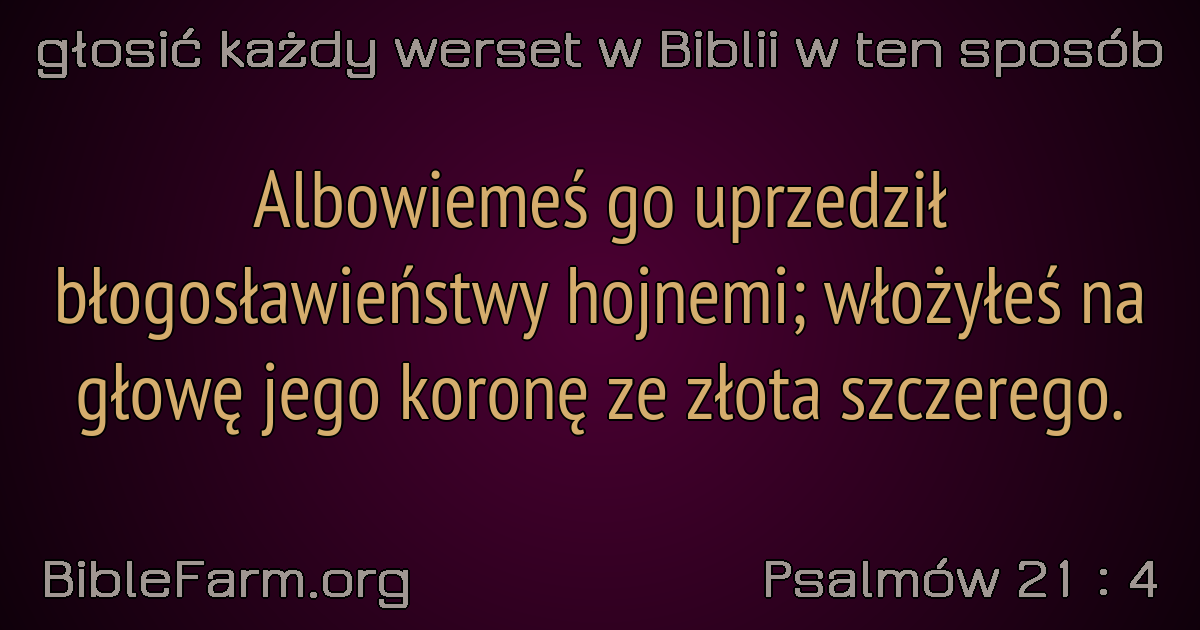 głosić każdy werset w Biblii w ten sposób
Albowiemeś go uprzedził
błogosławieństwy hojnemi; włożyłeś na
głowę jego koronę ze złota szczerego.
BibleFarm.org
Psalmów 21 : 4